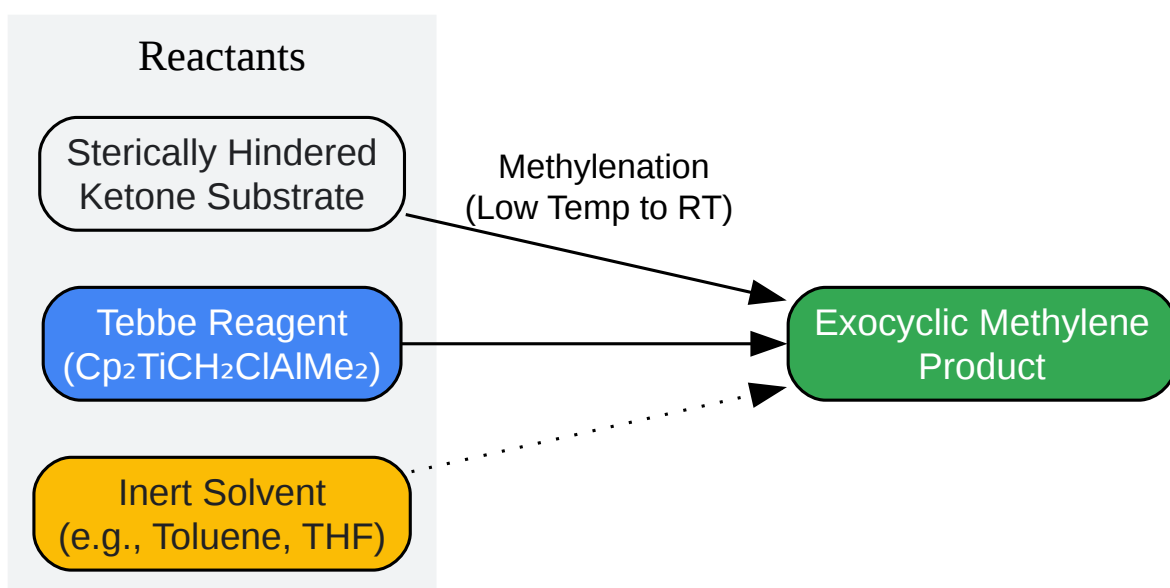 Reactants
Sterically Hindered
Ketone Substrate
Methylenation
(Low Temp to RT)
Tebbe Reagent
(Cp₂TiCH₂ClAlMe₂)
Exocyclic Methylene
Product
Inert Solvent
(e.g., Toluene, THF)